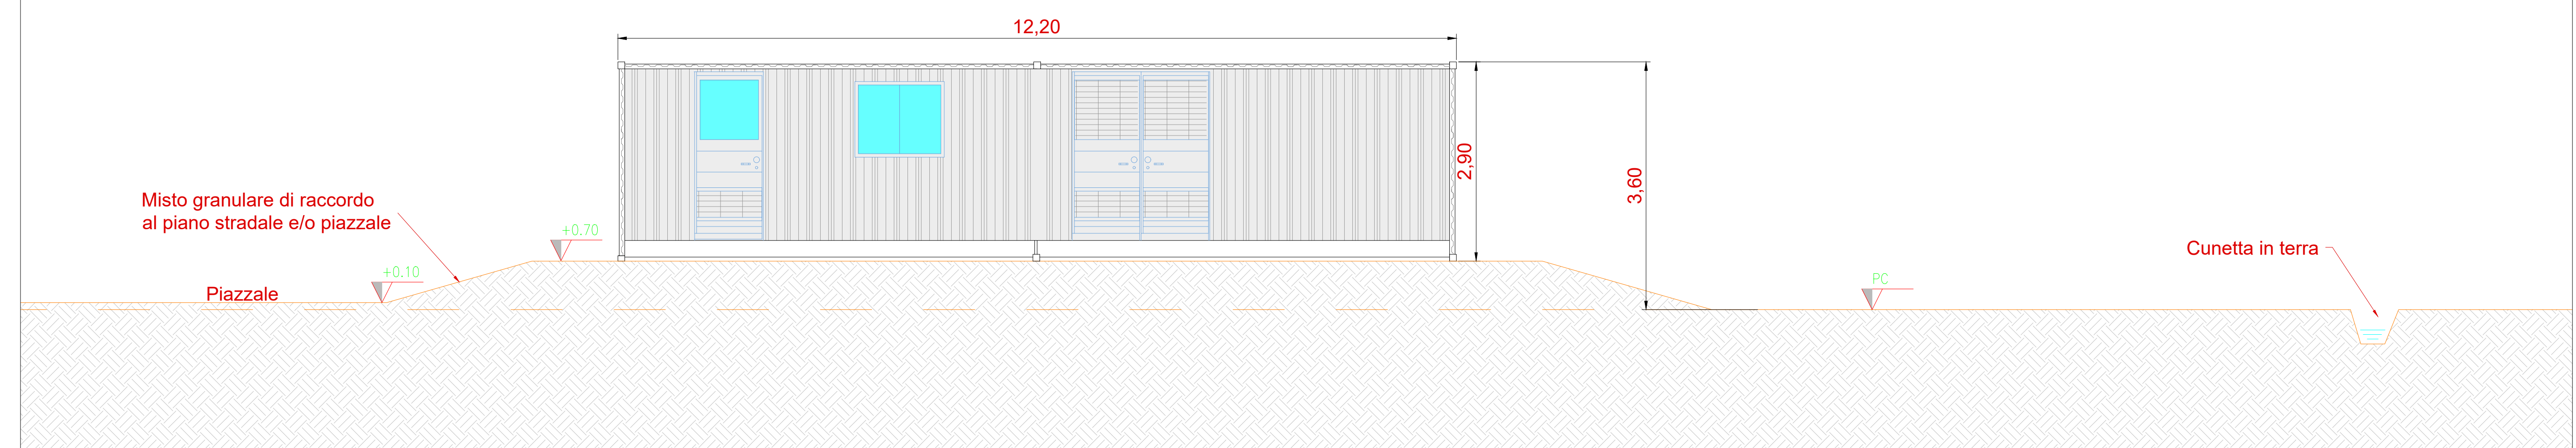 12,20
2,90
3,60
Misto granulare di raccordo
al piano stradale e/o piazzale
+0.70
+0.10
Piazzale
PC
Cunetta in terra